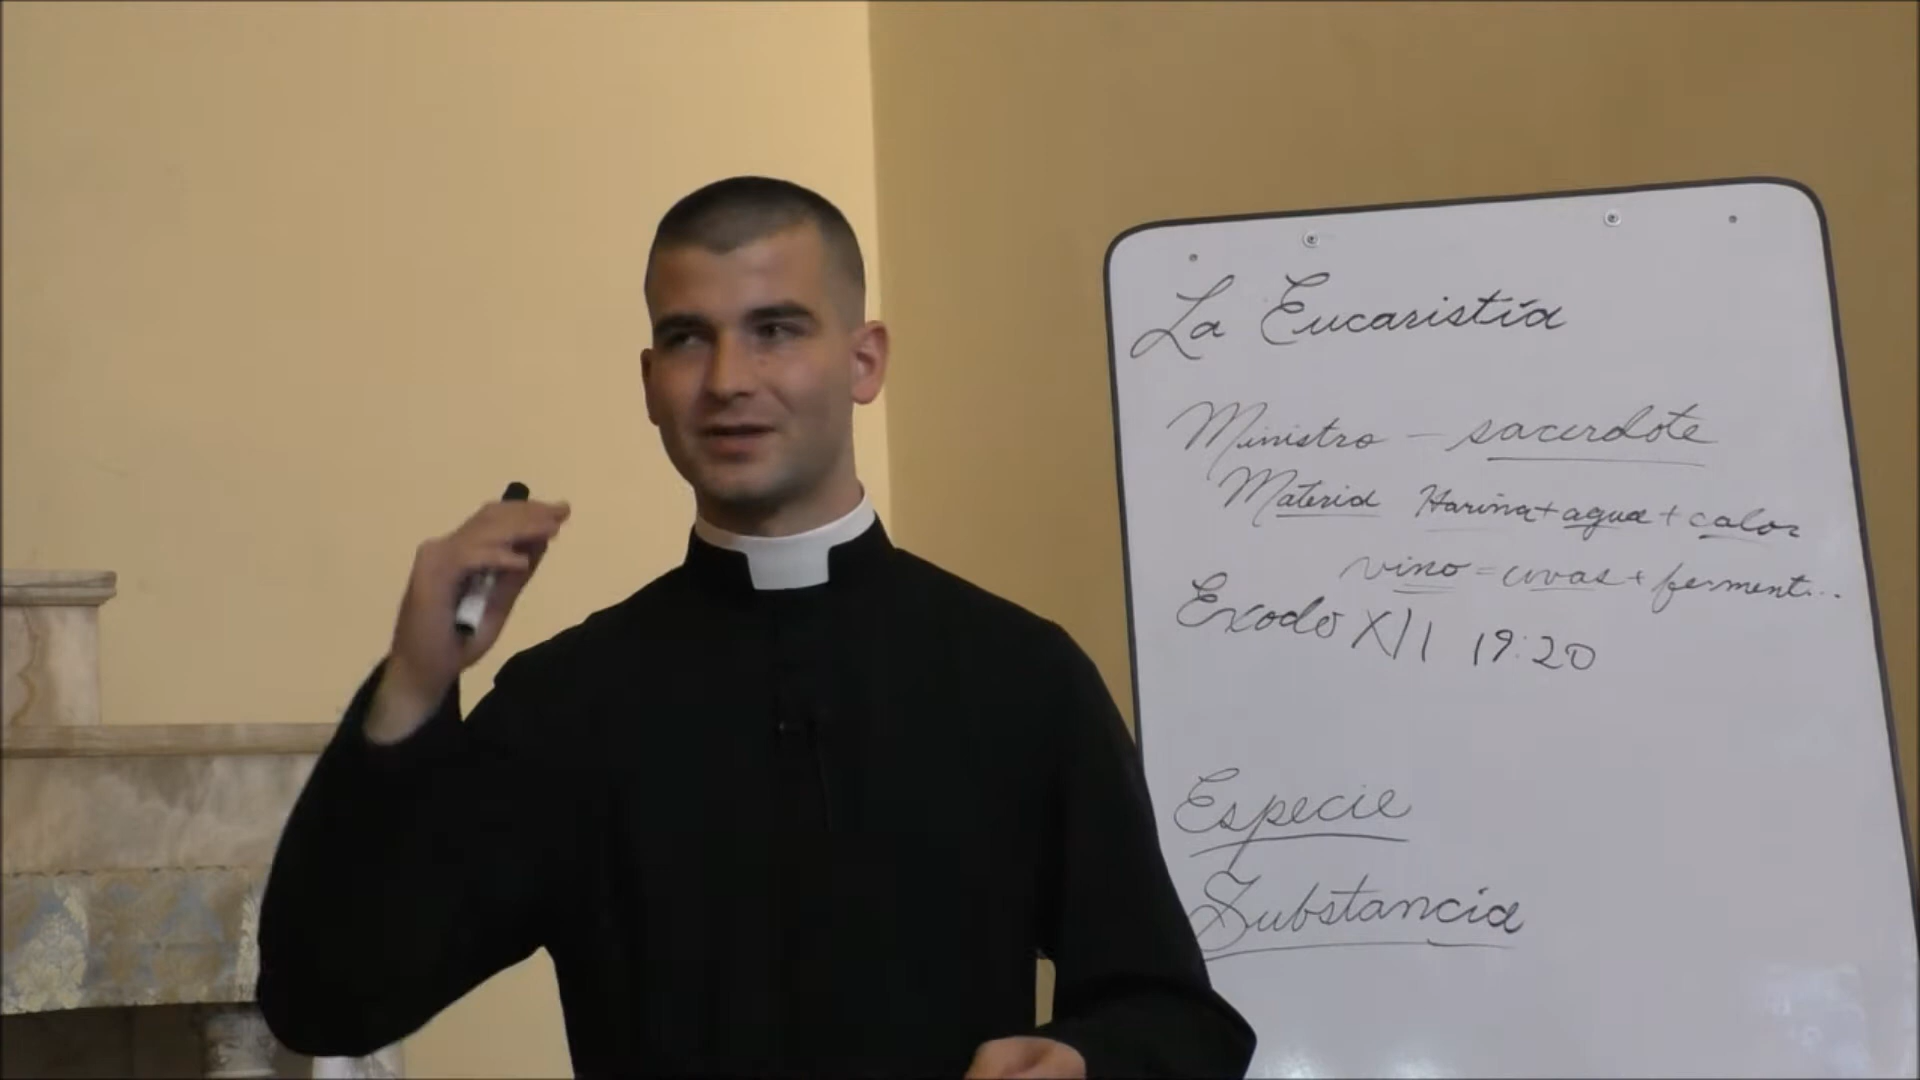 La Eucaristía
Ministro - sacerdote
Materia Harina + agua + calor
vino = uvas + ferment...
Exodo XII 19:20
Especie
Substancia